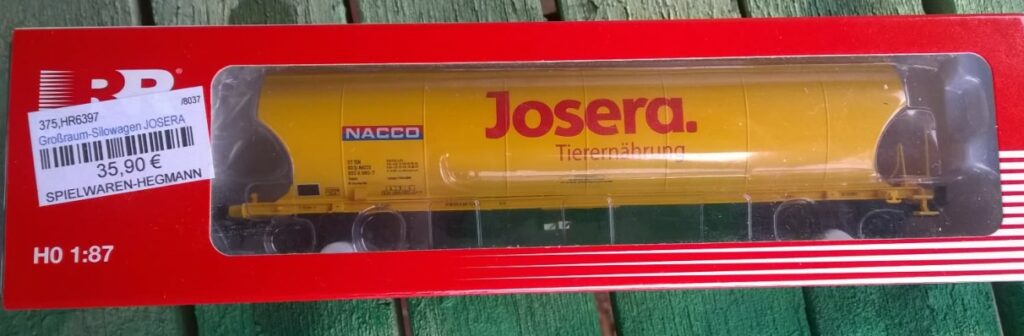 RR®
375,HR6397
/8037
Großraum-Silowagen JOSERA
35,90 €
SPIELWAREN-HEGMANN
H0 1:87
NACCO
Josera.
Tierernährung